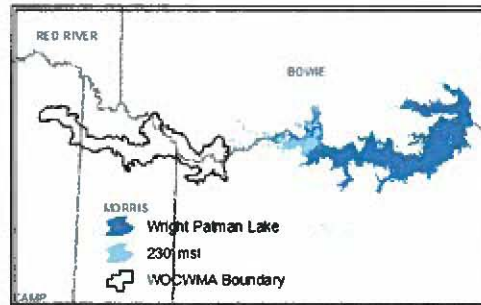 RED RIVER
BOWIE
MORRIS
Wright Patman Lake
230 msl
WOCWMA Boundary
CAMP